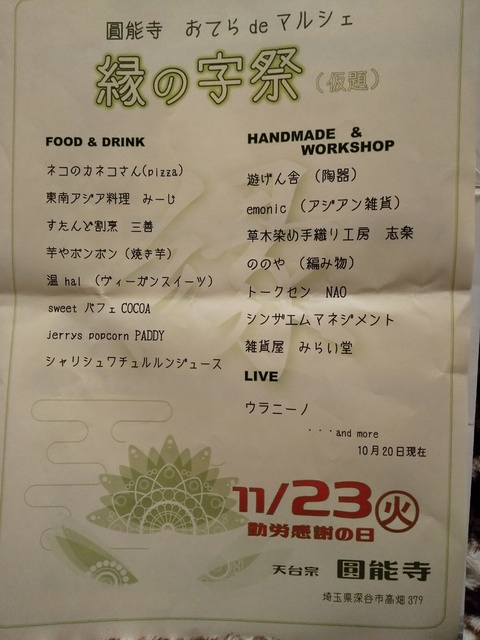 圓能寺 おてら de マルシェ
縁の字祭(仮題)
FOOD & DRINK
ネコのカネコさん(pizza)
東南アジア料理 みーじ
すたんど割烹 三善
芋やポンポン(焼き芋)
温 hal (ヴィーガンスイーツ)
sweet パフェ COCOA
jerrys popcorn PADDY
シャリシュワチュルルンジュース
HANDMADE &
WORKSHOP
遊げん舎 (陶器)
emonic (アジアン雑貨)
草木染め手織り工房 志楽
ののや (編み物)
トークセン NAO
シンザエムマネジメント
雑貨屋 みらい堂
LIVE
ウラニーノ
・・・and more
10月20日現在
11/23火
勤労感謝の日
天台宗 圓能寺
埼玉県深谷市高畑379